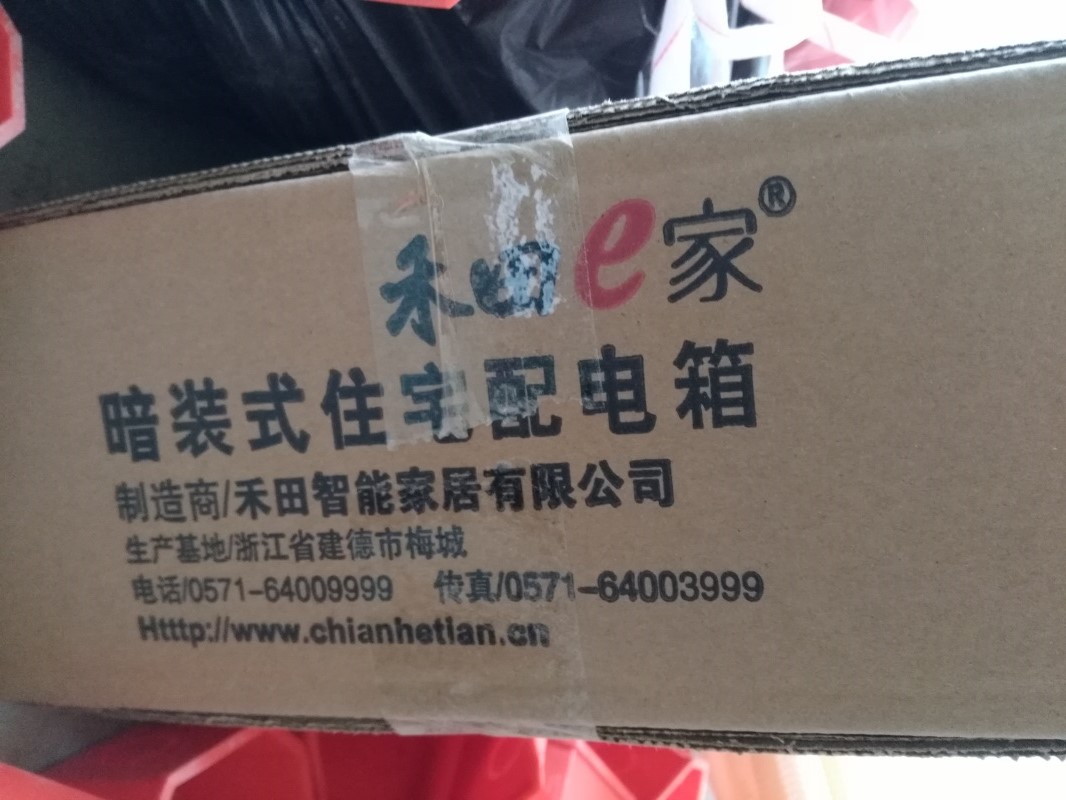 禾田e家®
暗装式住宅配电箱
制造商/禾田智能家居有限公司
生产基地/浙江省建德市梅城
电话/0571-64009999 传真/0571-64003999
Htttp://www.chianhetian.cn